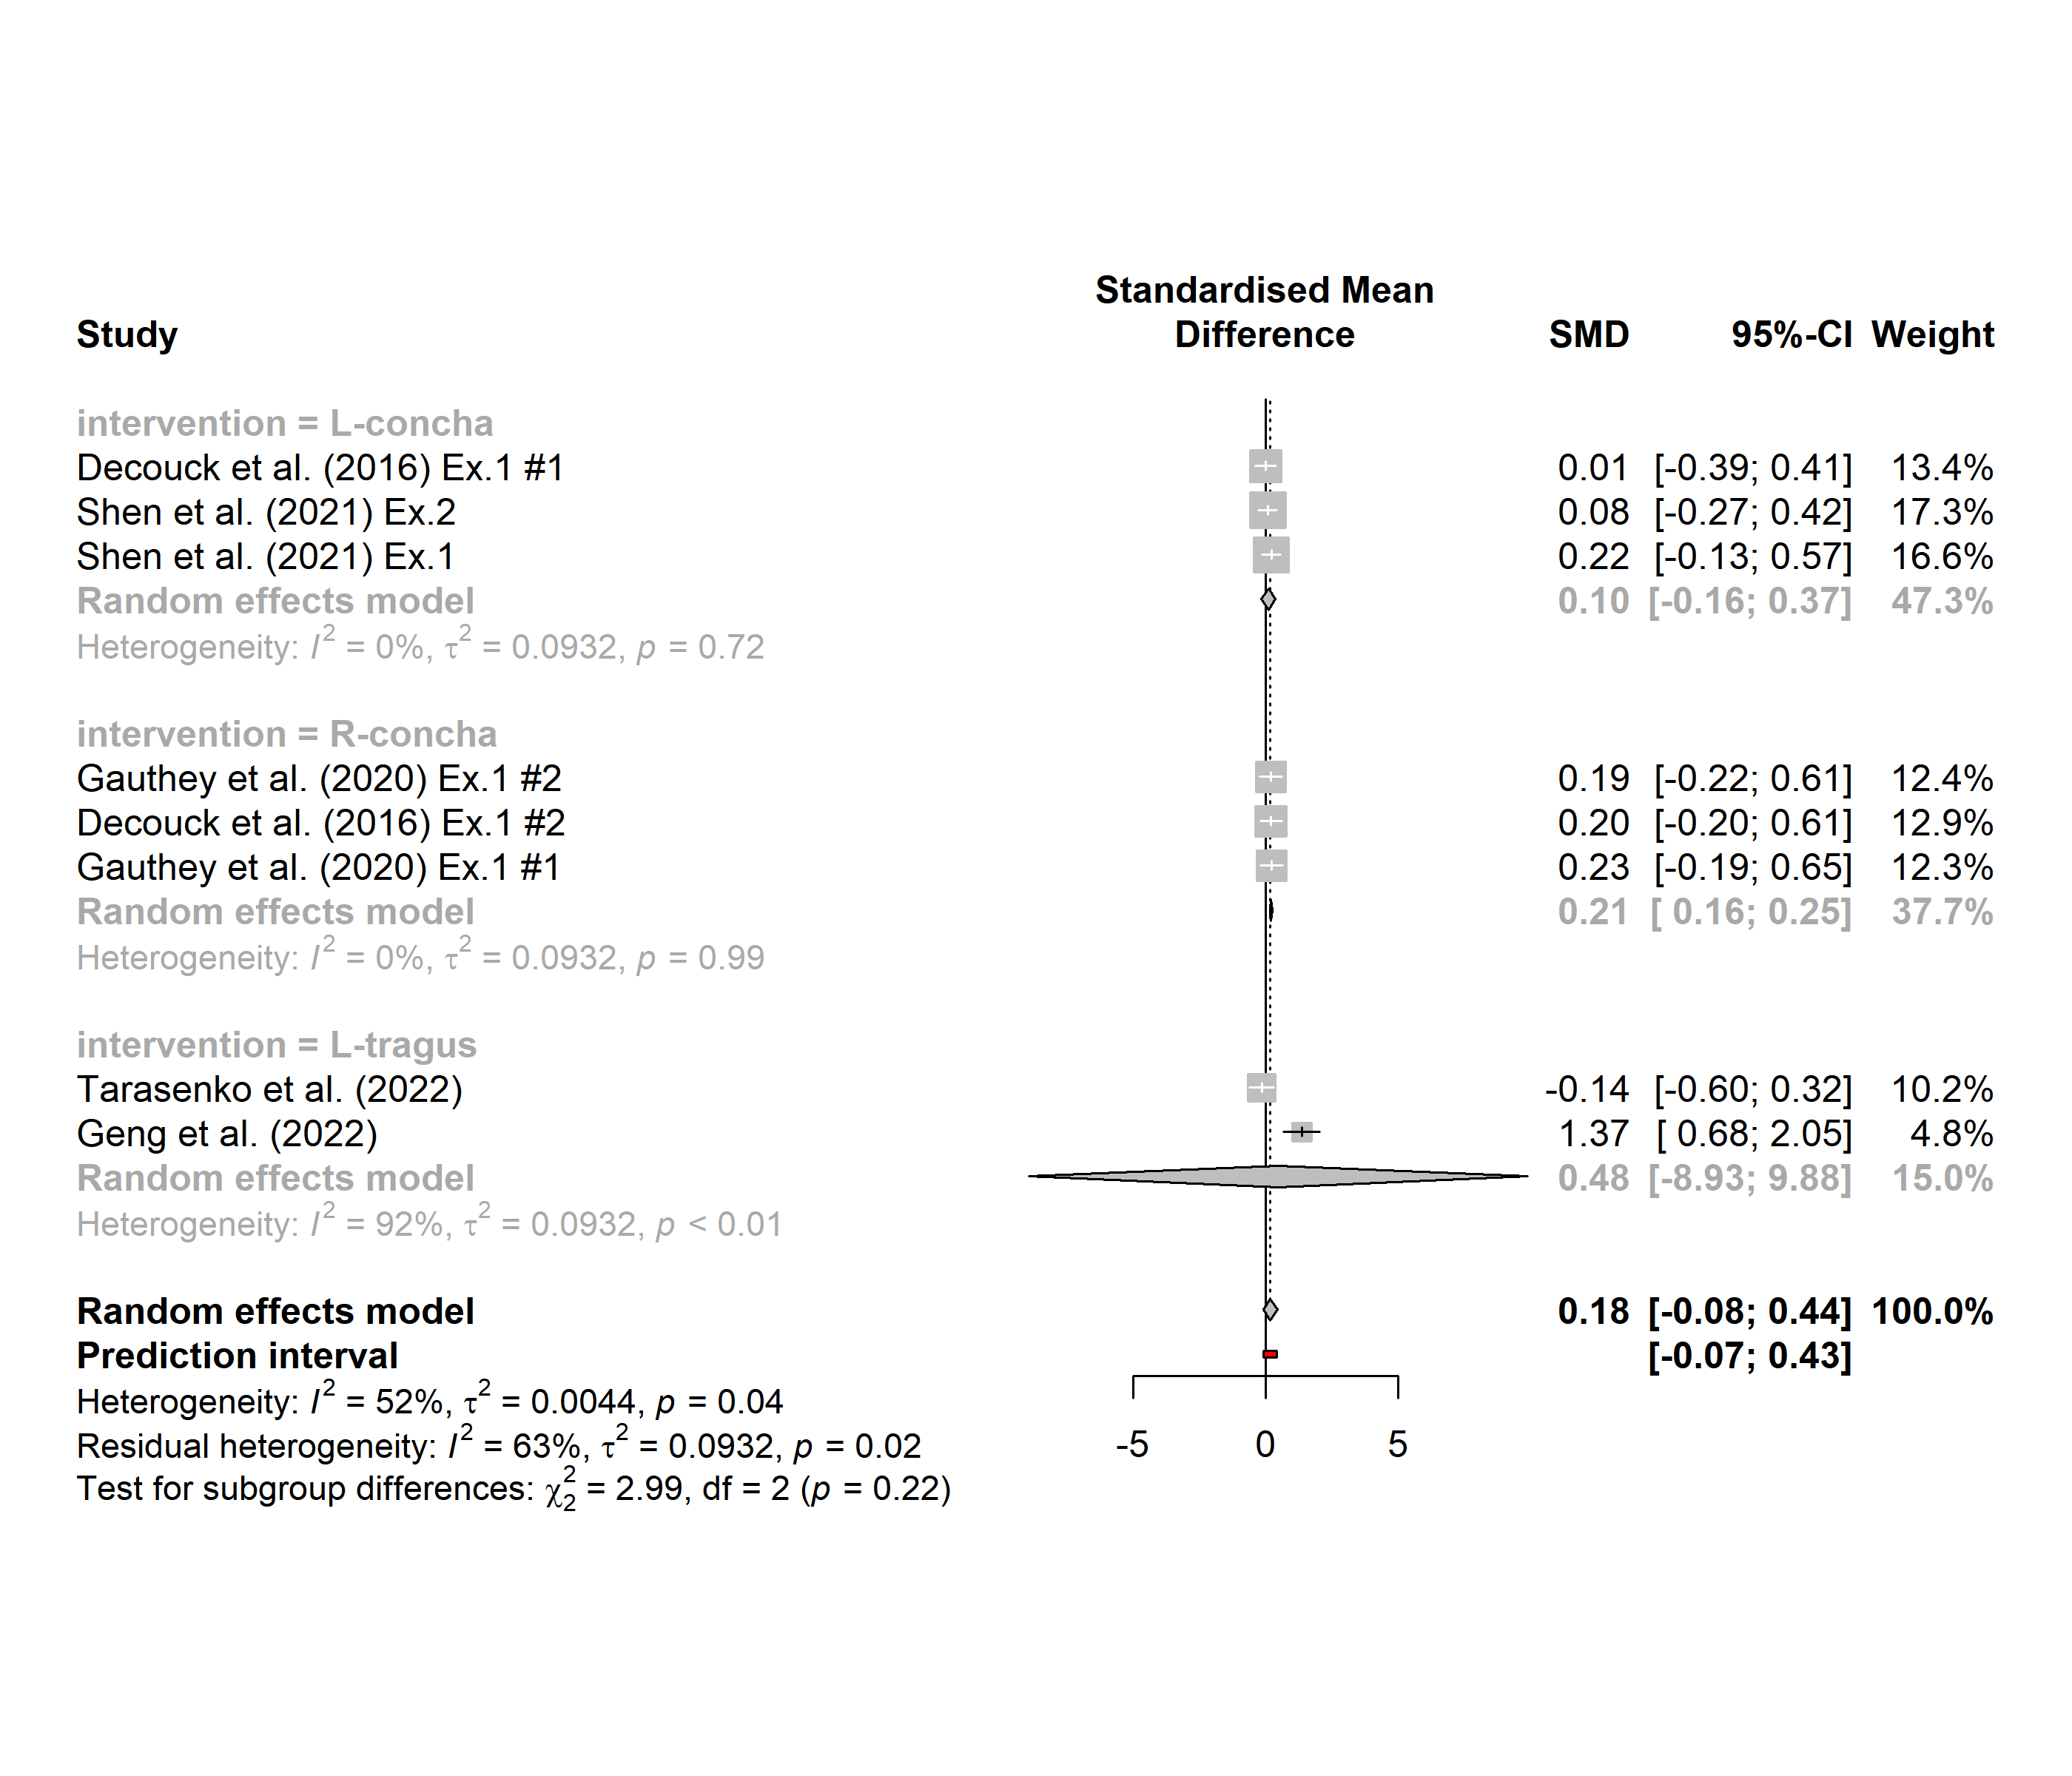 Standardised Mean
Study Difference SMD 95%-CI Weight
intervention = L-concha
Decouck et al. (2016) Ex.1 #1 0.01 [-0.39; 0.41] 13.4%
Shen et al. (2021) Ex.2 0.08 [-0.27; 0.42] 17.3%
Shen et al. (2021) Ex.1 0.22 [-0.13; 0.57] 16.6%
Random effects model 0.10 [-0.16; 0.37] 47.3%
Heterogeneity: I² = 0%, τ² = 0.0932, p = 0.72
intervention = R-concha
Gauthey et al. (2020) Ex.1 #2 0.19 [-0.22; 0.61] 12.4%
Decouck et al. (2016) Ex.1 #2 0.20 [-0.20; 0.61] 12.9%
Gauthey et al. (2020) Ex.1 #1 0.23 [-0.19; 0.65] 12.3%
Random effects model 0.21 [ 0.16; 0.25] 37.7%
Heterogeneity: I² = 0%, τ² = 0.0932, p = 0.99
intervention = L-tragus
Tarasenko et al. (2022) -0.14 [-0.60; 0.32] 10.2%
Geng et al. (2022) 1.37 [ 0.68; 2.05] 4.8%
Random effects model 0.48 [-8.93; 9.88] 15.0%
Heterogeneity: I² = 92%, τ² = 0.0932, p < 0.01
Random effects model 0.18 [-0.08; 0.44] 100.0%
Prediction interval [-0.07; 0.43]
Heterogeneity: I² = 52%, τ² = 0.0044, p = 0.04
Residual heterogeneity: I² = 63%, τ² = 0.0932, p = 0.02
-5 0 5
Test for subgroup differences: χ²₂ = 2.99, df = 2 (p = 0.22)